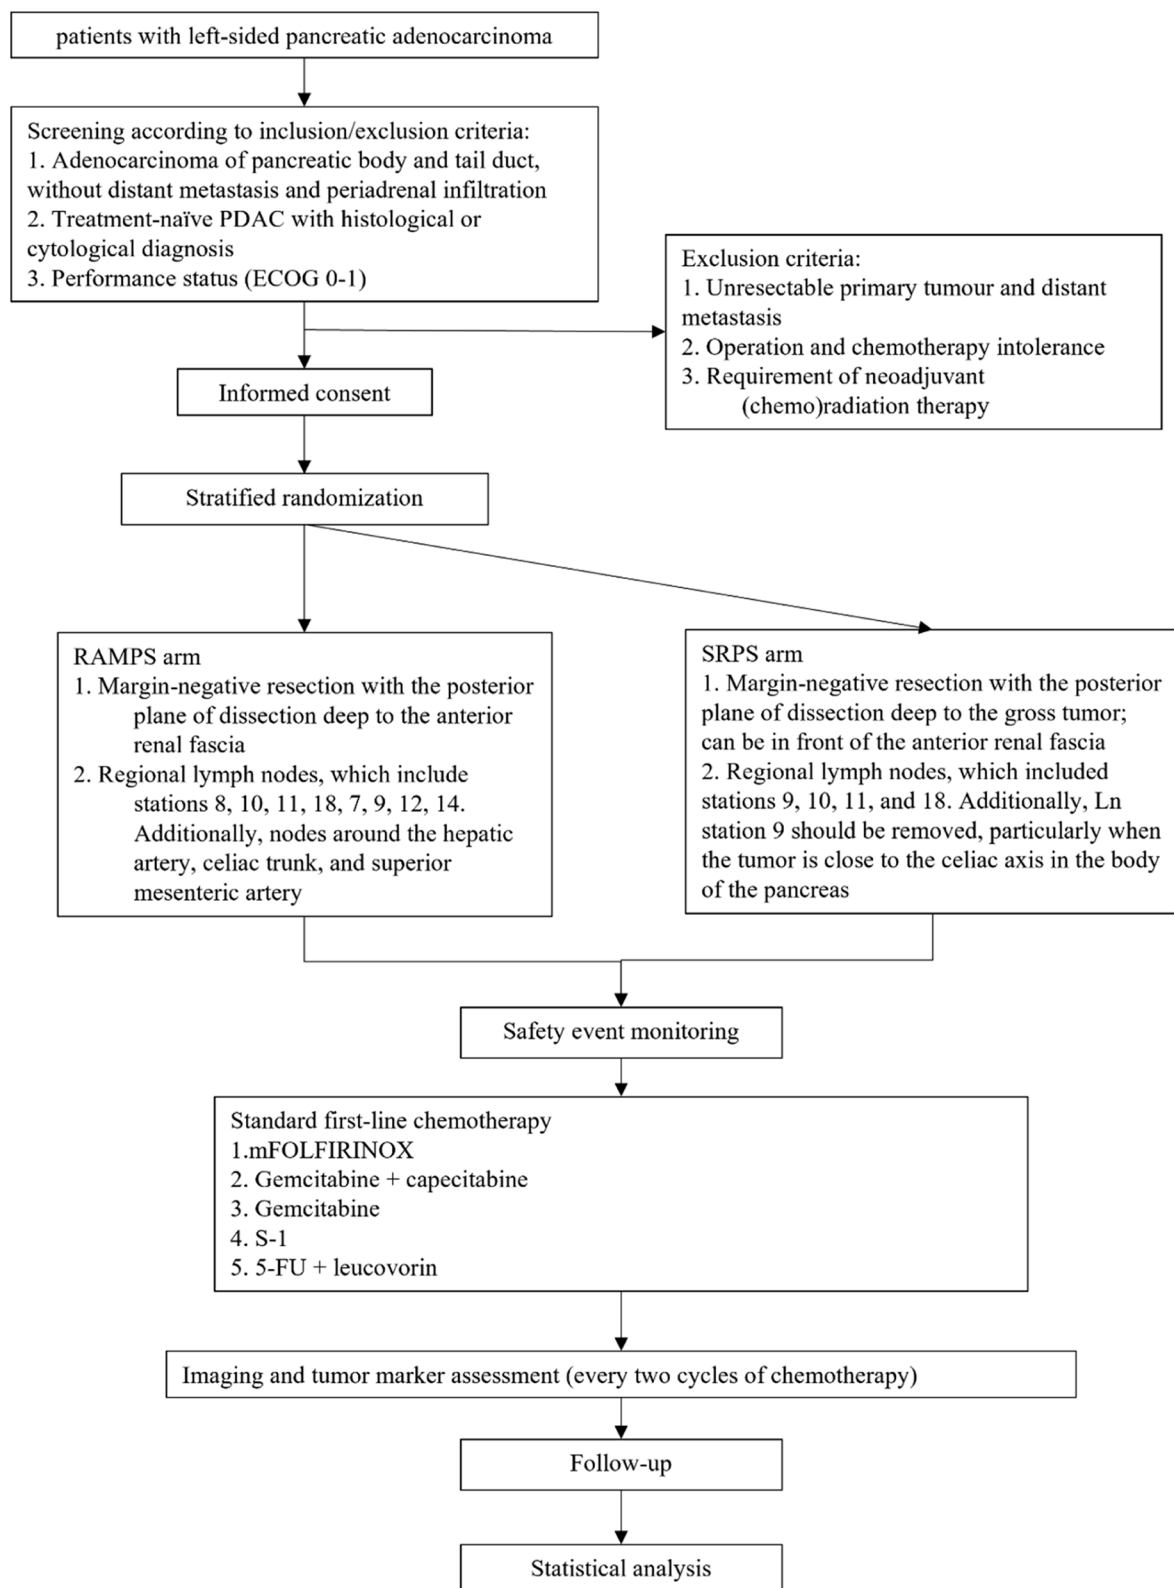 patients with left-sided pancreatic adenocarcinoma
Screening according to inclusion/exclusion criteria:
1. Adenocarcinoma of pancreatic body and tail duct,
without distant metastasis and periadrenal infiltration
2. Treatment-naïve PDAC with histological or
cytological diagnosis
3. Performance status (ECOG 0-1)
Exclusion criteria:
1. Unresectable primary tumour and distant
metastasis
2. Operation and chemotherapy intolerance
3. Requirement of neoadjuvant
(chemo)radiation therapy
Informed consent
Stratified randomization
RAMPS arm
1. Margin-negative resection with the posterior
plane of dissection deep to the anterior
renal fascia
2. Regional lymph nodes, which include
stations 8, 10, 11, 18, 7, 9, 12, 14.
Additionally, nodes around the hepatic
artery, celiac trunk, and superior
mesenteric artery
SRPS arm
1. Margin-negative resection with the posterior
plane of dissection deep to the gross tumor;
can be in front of the anterior renal fascia
2. Regional lymph nodes, which included
stations 9, 10, 11, and 18. Additionally, Ln
station 9 should be removed, particularly when
the tumor is close to the celiac axis in the body
of the pancreas
Safety event monitoring
Standard first-line chemotherapy
1.mFOLFIRINOX
2. Gemcitabine + capecitabine
3. Gemcitabine
4. S-1
5. 5-FU + leucovorin
Imaging and tumor marker assessment (every two cycles of chemotherapy)
Follow-up
Statistical analysis